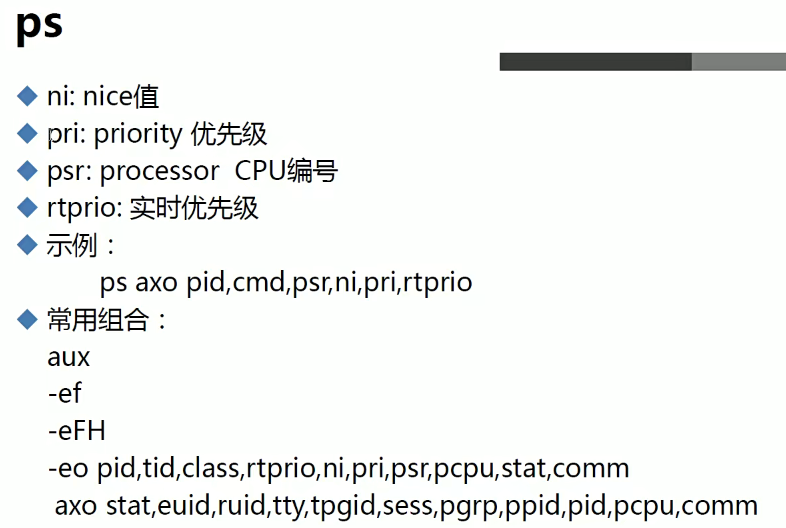 ps
ni: nice值
pri: priority 优先级
psr: processor CPU编号
rtprio: 实时优先级
示例：
ps axo pid,cmd,psr,ni,pri,rtprio
常用组合：
aux
-ef
-eFH
-eo pid,tid,class,rtprio,ni,pri,psr,pcpu,stat,comm
axo stat,euid,ruid,tty,tpgid,sess,pgrp,ppid,pid,pcpu,comm